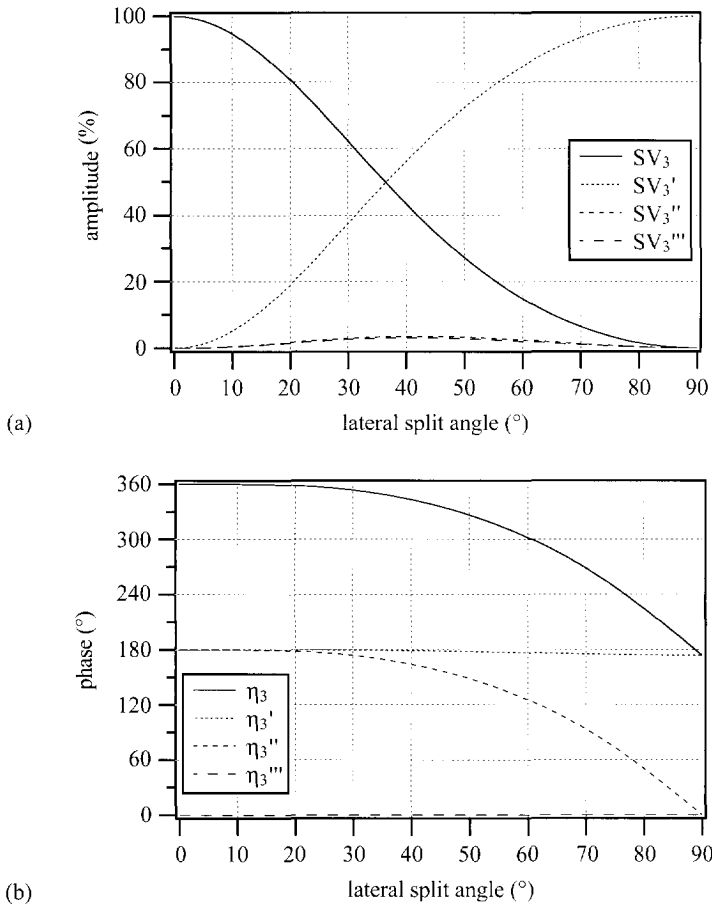 100
80
60
40
20
0
amplitude (%)
SV₃
SV₃'
SV₃''
SV₃'''
0 10 20 30 40 50 60 70 80 90
lateral split angle (°)
(a)
360
300
240
180
120
60
0
phase (°)
η₃
η₃'
η₃''
η₃'''
0 10 20 30 40 50 60 70 80 90
lateral split angle (°)
(b)